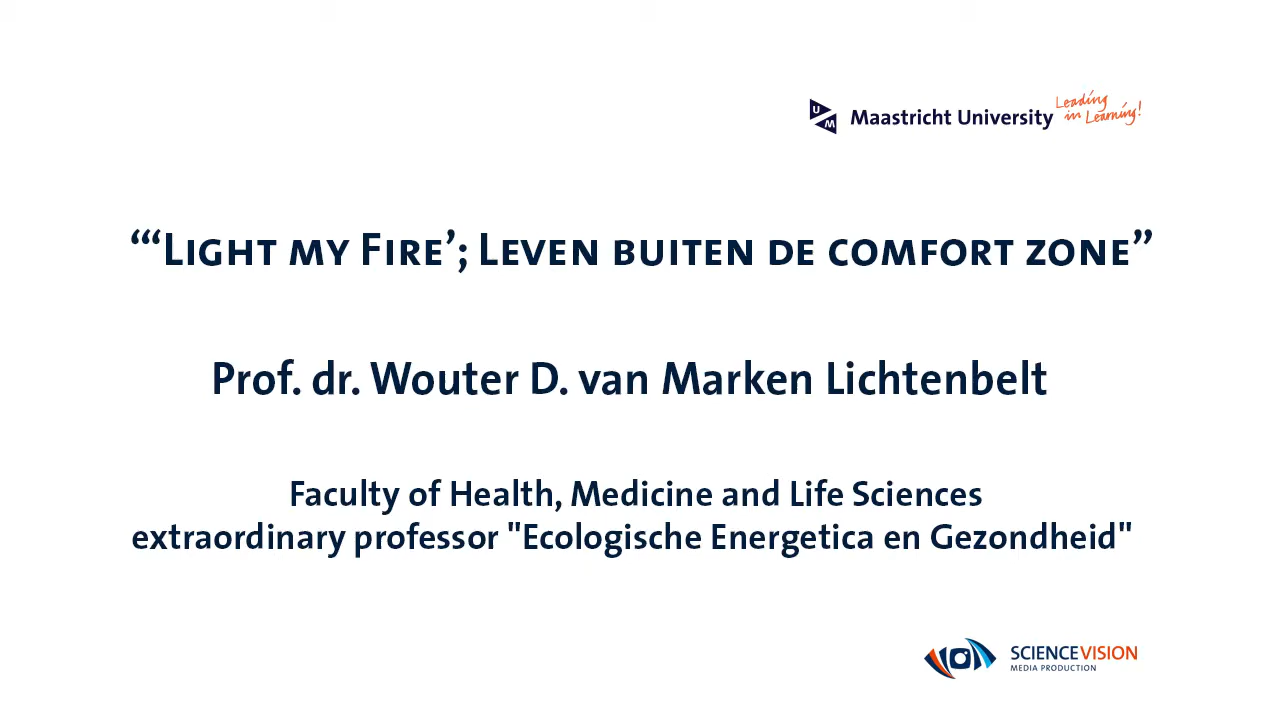 U
M
Maastricht University
Leading
in Learning!
“‘Light my Fire’; Leven buiten de comfort zone”
Prof. dr. Wouter D. van Marken Lichtenbelt
Faculty of Health, Medicine and Life Sciences
extraordinary professor "Ecologische Energetica en Gezondheid"
SCIENCEVISION
MEDIA PRODUCTION